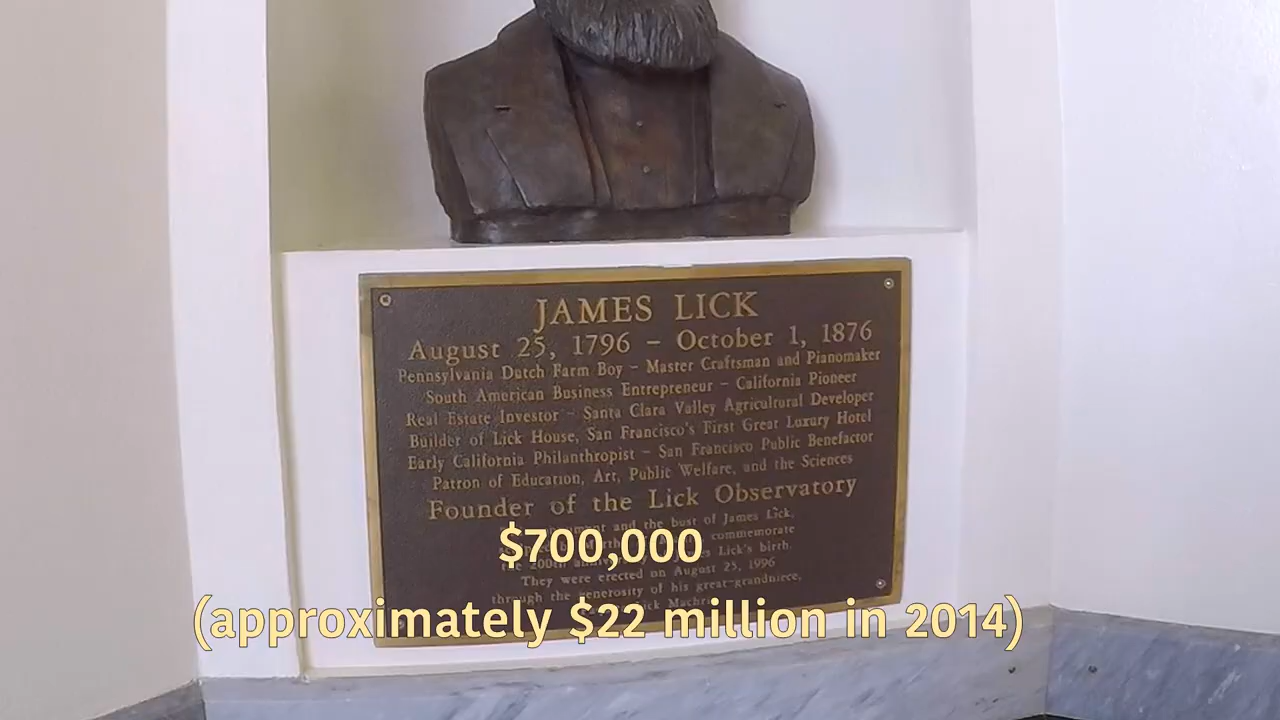 JAMES LICK
August 25, 1796 – October 1, 1876
Pennsylvania Dutch Farm Boy – Master Craftsman and Pianomaker
South American Business Entrepreneur – California Pioneer
Real Estate Investor – Santa Clara Valley Agricultural Developer
Builder of Lick House, San Francisco's First Great Luxury Hotel
Early California Philanthropist – San Francisco Public Benefactor
Patron of Education, Art, Public Welfare, and the Sciences
Founder of the Lick Observatory
and the bust of James Lick,
$700,000
commemorate
the 200th Lick's birth.
They were erected on August 25, 1996
through the generosity of his great-grandniece,
(approximately $22 million in 2014)